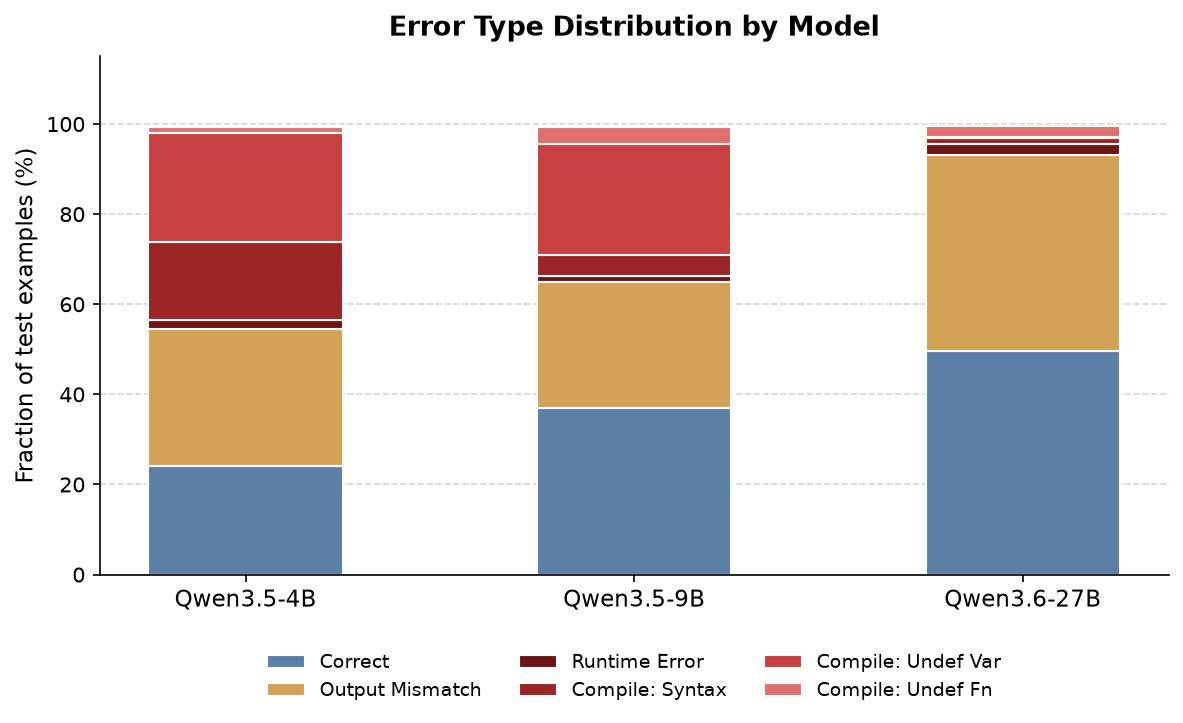 Error Type Distribution by Model
Fraction of test examples (%)
100
80
60
40
20
0
Qwen3.5-4B Qwen3.5-9B Qwen3.6-27B
Correct Runtime Error Compile: Undef Var
Output Mismatch Compile: Syntax Compile: Undef Fn